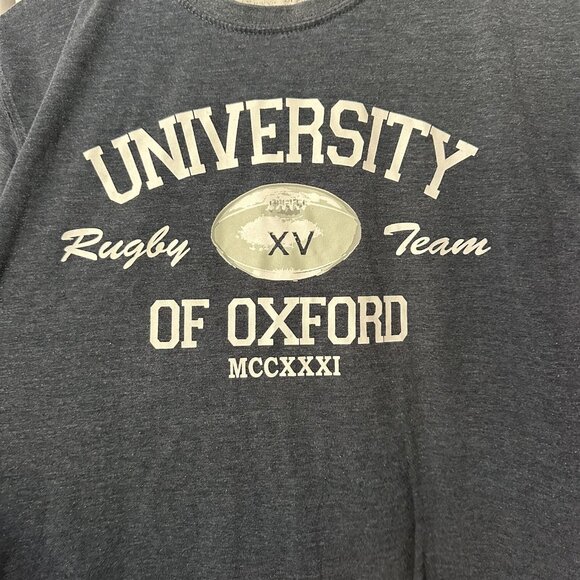 UNIVERSITY
Rugby XV Team
OF OXFORD
MCCXXXI